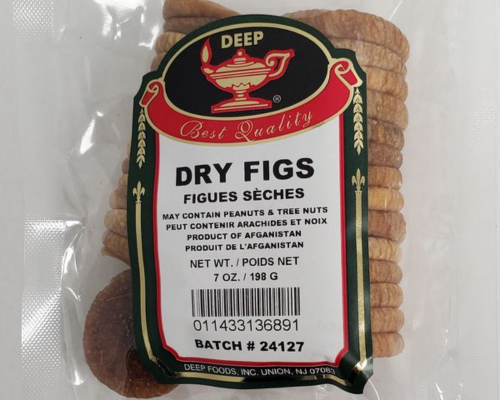 DEEP
®
Best Quality
DRY FIGS
FIGUES SÈCHES
MAY CONTAIN PEANUTS & TREE NUTS
PEUT CONTENIR ARACHIDES ET NOIX
PRODUCT OF AFGANISTAN
PRODUIT DE L'AFGANISTAN
NET WT. / POIDS NET
7 OZ. / 198 G
011433136891
BATCH # 24127
DEEP FOODS, INC. UNION, NJ 07083